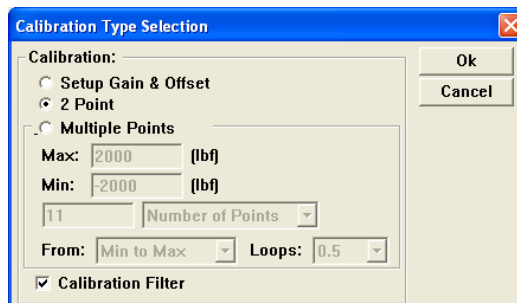 Calibration Type Selection
Calibration:
Setup Gain & Offset
2 Point
Multiple Points
Max: 2000 (lbf)
Min: -2000 (lbf)
11 Number of Points
From: Min to Max Loops: 0.5
Calibration Filter
Ok
Cancel